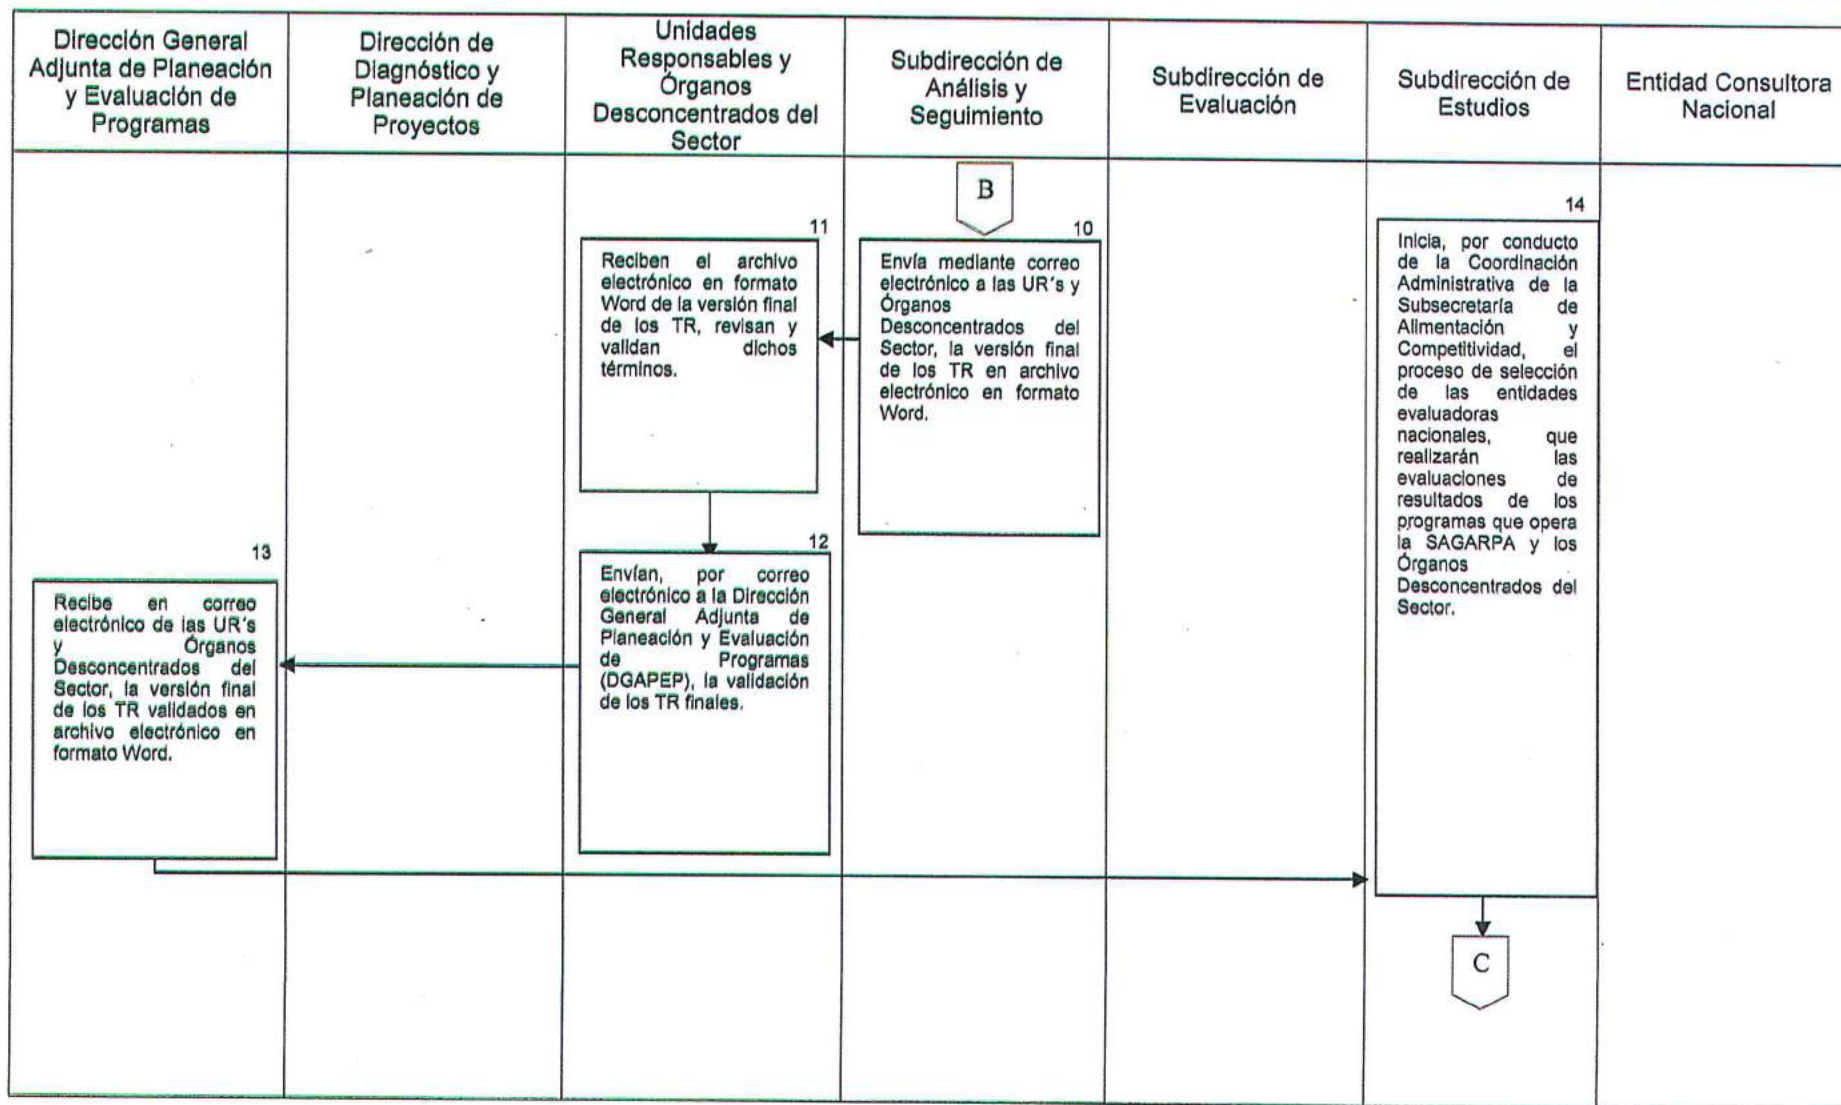 Dirección General
Adjunta de Planeación
y Evaluación de
Programas
Dirección de
Diagnóstico y
Planeación de
Proyectos
Unidades
Responsables y
Órganos
Desconcentrados del
Sector
Subdirección de
Análisis y
Seguimiento
Subdirección de
Evaluación
Subdirección de
Estudios
Entidad Consultora
Nacional
B
10
Envía mediante correo
electrónico a las UR´s y
Órganos
Desconcentrados del
Sector, la versión final
de los TR en archivo
electrónico en formato
Word.
11
Reciben el archivo
electrónico en formato
Word de la versión final
de los TR, revisan y
validan dichos
términos.
12
Envían, por correo
electrónico a la Dirección
General Adjunta de
Planeación y Evaluación
de Programas
(DGAPEP), la validación
de los TR finales.
13
Recibe en correo
electrónico de las UR´s
y Órganos
Desconcentrados del
Sector, la versión final
de los TR validados en
archivo electrónico en
formato Word.
14
Inicia, por conducto
de la Coordinación
Administrativa de la
Subsecretaría de
Alimentación y
Competitividad, el
proceso de selección
de las entidades
evaluadoras
nacionales, que
realizarán las
evaluaciones de
resultados de los
programas que opera
la SAGARPA y los
Órganos
Desconcentrados del
Sector.
C